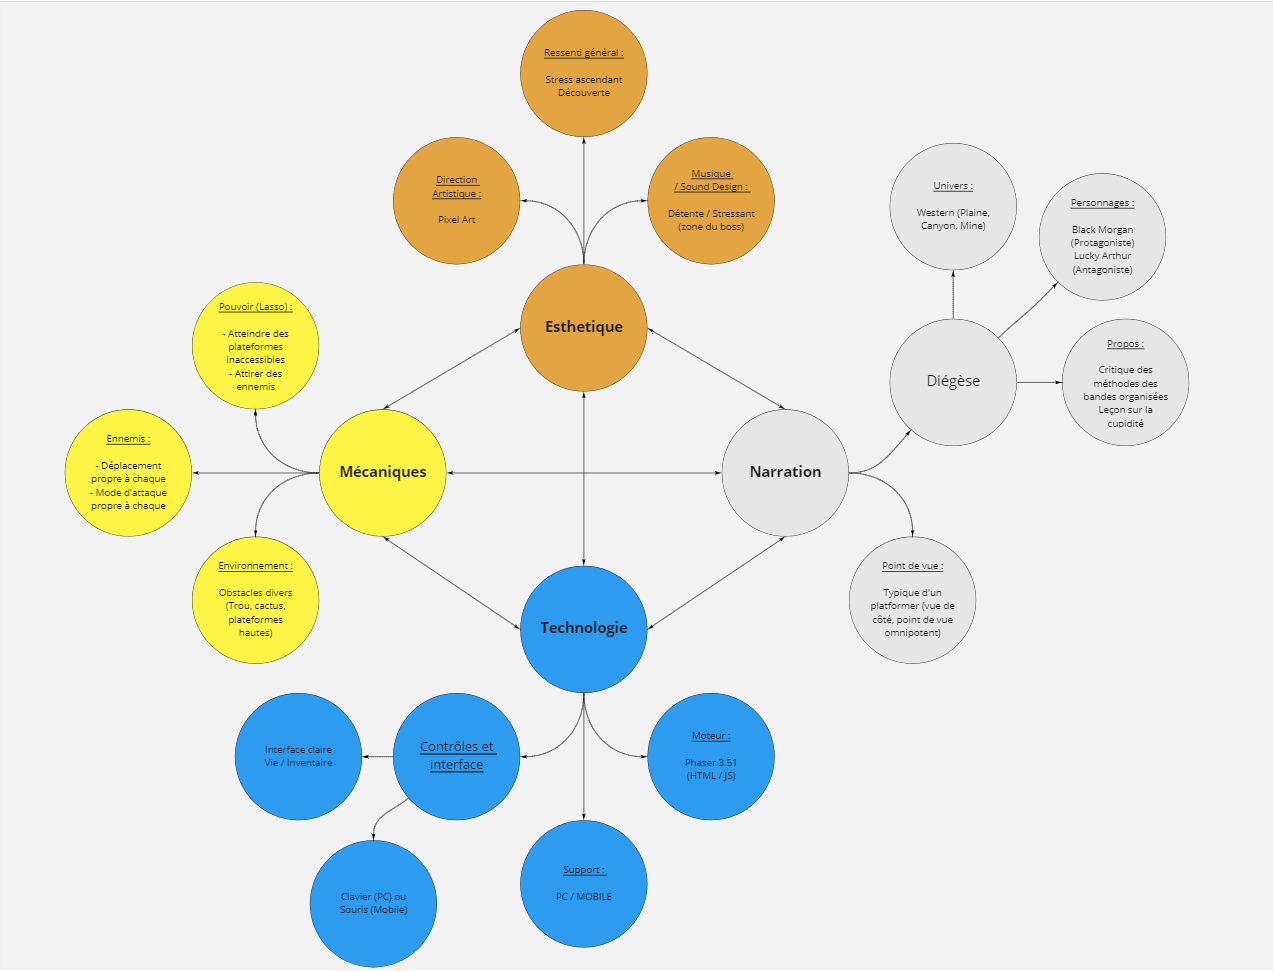 Ressenti général :
Stress ascendant
Découverte
Direction
Artistique :
Pixel Art
Musique
/ Sound Design :
Détente / Stressant
(zone du boss)
Esthetique
Univers :
Western (Plaine,
Canyon, Mine)
Personnages :
Black Morgan
(Protagoniste)
Lucky Arthur
(Antagoniste)
Diégèse
Propos :
Critique des
méthodes des
bandes organisées
Leçon sur la
cupidité
Pouvoir (Lasso) :
- Atteindre des
plateformes
inaccessibles
- Attirer des
ennemis
Ennemis :
- Déplacement
propre à chaque
- Mode d'attaque
propre à chaque
Mécaniques
Narration
Environnement :
Obstacles divers
(Trou, cactus,
plateformes
hautes)
Point de vue :
Typique d'un
platformer (vue de
côté, point de vue
omnipotent)
Technologie
Interface claire
Vie / Inventaire
Contrôles et
interface
Moteur :
Phaser 3.51
(HTML / JS)
Clavier (PC) ou
Souris (Mobile)
Support :
PC / MOBILE